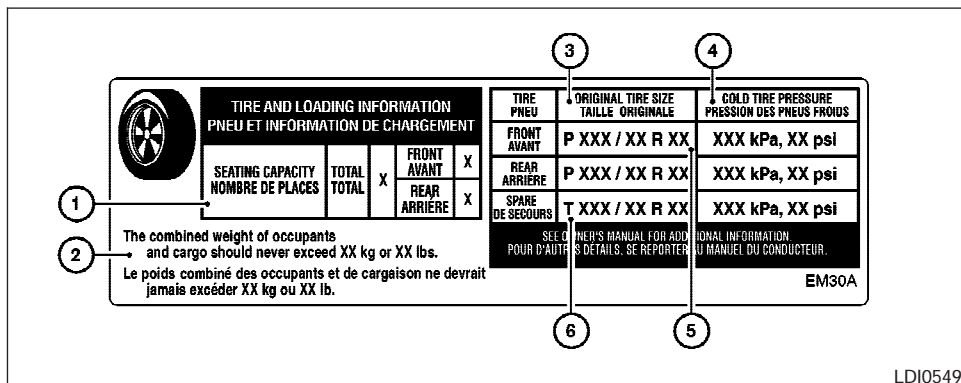 3
4
TIRE AND LOADING INFORMATION
PNEU ET INFORMATION DE CHARGEMENT
SEATING CAPACITY
NOMBRE DE PLACES
TOTAL
TOTAL
X
FRONT
AVANT
X
REAR
ARRIÈRE
X
TIRE
PNEU
ORIGINAL TIRE SIZE
TAILLE ORIGINALE
COLD TIRE PRESSURE
PRESSION DES PNEUS FROIDS
FRONT
AVANT
P XXX / XX R XX
XXX kPa, XX psi
REAR
ARRIÈRE
P XXX / XX R XX
XXX kPa, XX psi
SPARE
DE SECOURS
T XXX / XX R XX
XXX kPa, XX psi
SEE OWNER'S MANUAL FOR ADDITIONAL INFORMATION.
POUR D'AUTRES DÉTAILS, SE REPORTER AU MANUEL DU CONDUCTEUR.
1
2
The combined weight of occupants
and cargo should never exceed XX kg or XX lbs.
Le poids combiné des occupants et de cargaison ne devrait
jamais excéder XX kg ou XX lb.
EM30A
6
5
LDI0549